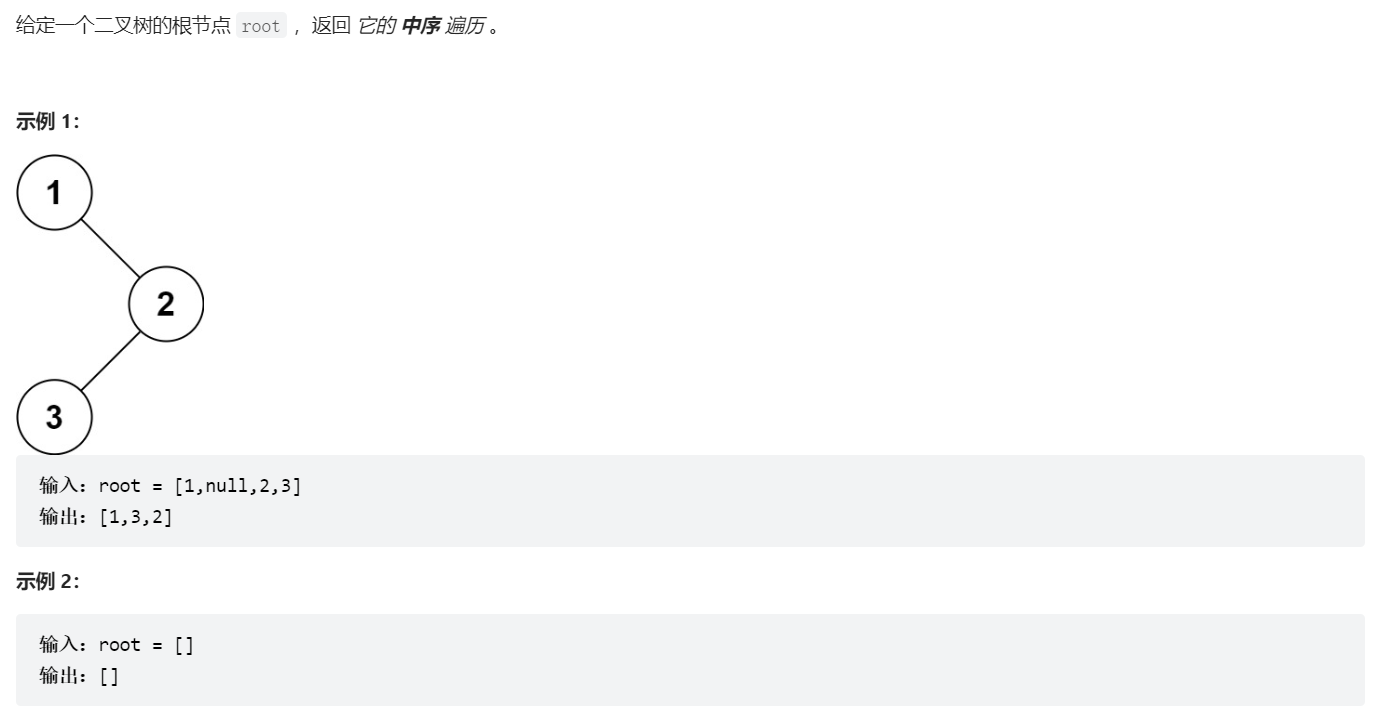 给定一个二叉树的根节点 root ，返回 它的 中序 遍历 。
示例 1：
1
2
3
输入：root = [1,null,2,3]
输出：[1,3,2]
示例 2：
输入：root = []
输出：[]